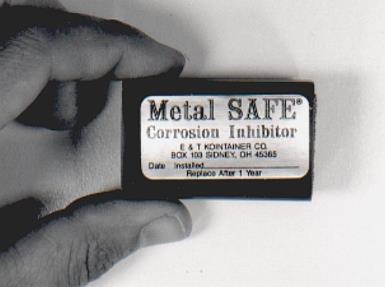 Metal SAFE®
Corrosion Inhibitor
E & T KOINTAINER CO.
BOX 103 SIDNEY, OH 45365
Date Installed
Replace After 1 Year